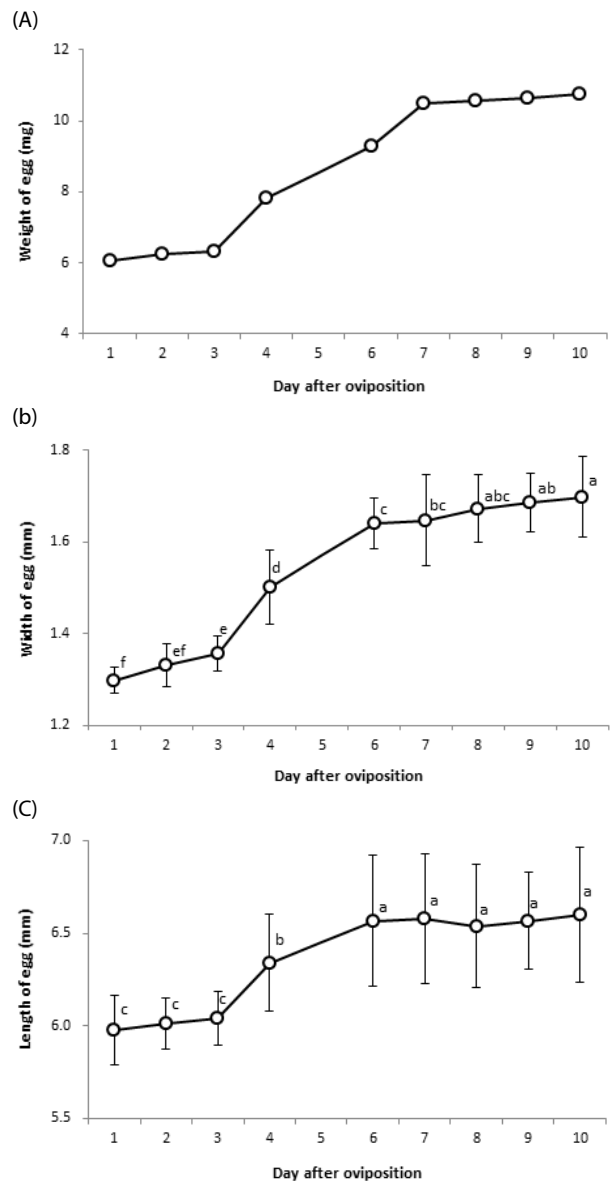 (A)
12
10
8
6
4
Weight of egg (mg)
1 2 3 4 5 6 7 8 9 10
Day after oviposition
(b)
1.8
1.6
1.4
1.2
Width of egg (mm)
f ef e d c bc abc ab a
1 2 3 4 5 6 7 8 9 10
Day after oviposition
(C)
7.0
6.5
6.0
5.5
Length of egg (mm)
c c c b a a a a a
1 2 3 4 5 6 7 8 9 10
Day after oviposition